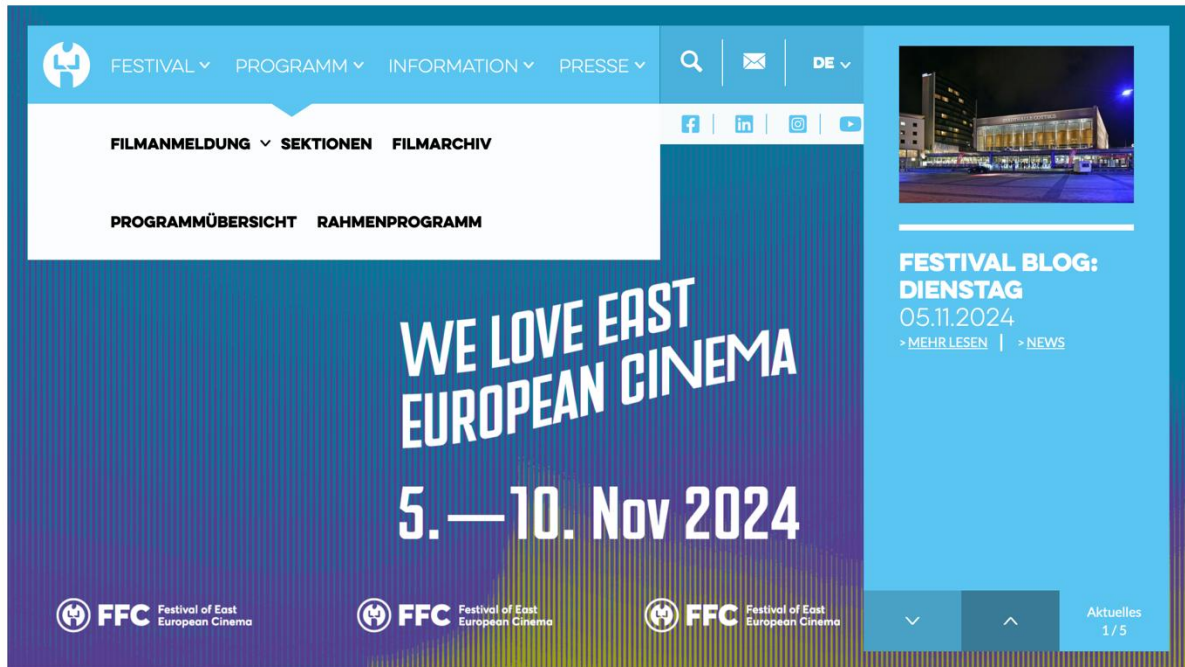 FESTIVAL PROGRAMM INFORMATION PRESSE DE
FILMANMELDUNG SEKTIONEN FILMARCHIV
PROGRAMMÜBERSICHT RAHMENPROGRAMM
WE LOVE EAST
EUROPEAN CINEMA
5.—10. Nov 2024
FFC Festival of East
European Cinema
FFC Festival of East
European Cinema
FFC Festival of East
European Cinema
FESTIVAL BLOG:
DIENSTAG
05.11.2024
> MEHR LESEN | > NEWS
Aktuelles
1/5